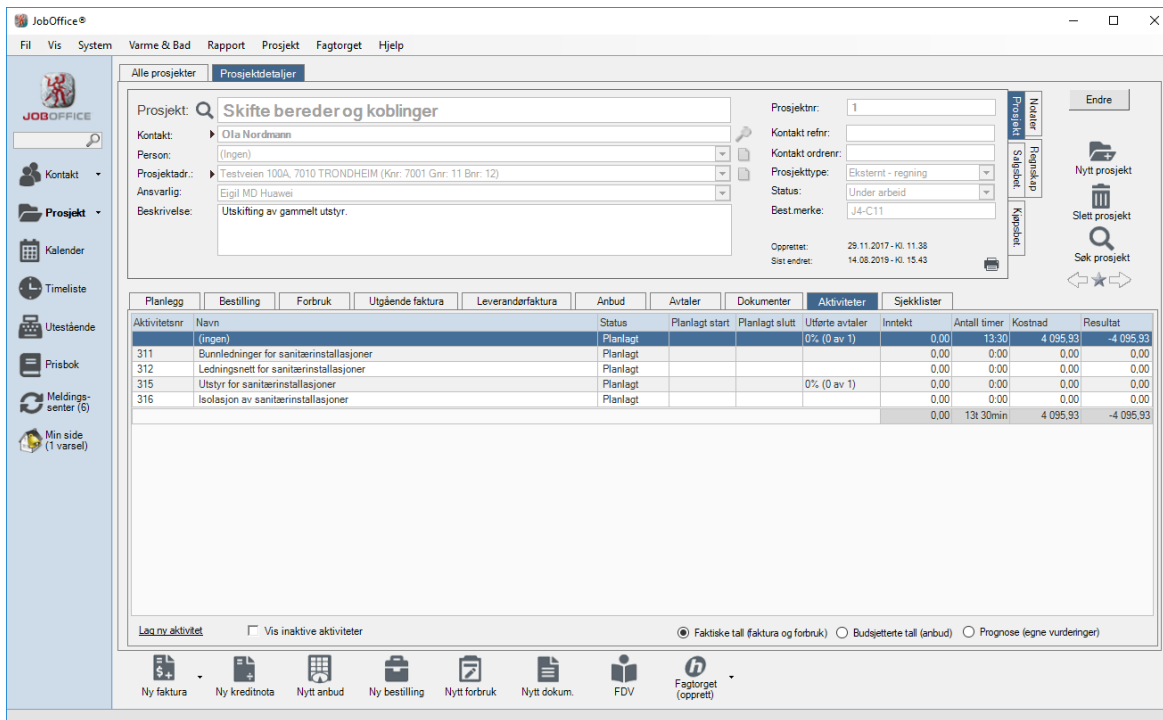 JobOffice®
Fil Vis System Varme & Bad Rapport Prosjekt Fagtorget Hjelp
JOBOFFICE
Kontakt
Prosjekt
Kalender
Timeliste
Utestående
Prisbok
Meldings-
senter (6)
Min side
(1 varsel)
Alle prosjekter Prosjektdetaljer
Prosjekt: Skifte bereder og koblinger
Kontakt: Ola Nordmann
Person: (Ingen)
Prosjektadr.: Testveien 100A, 7010 TRONDHEIM (Knr: 7001 Gnr: 11 Bnr: 12)
Ansvarlig: Eigil MD Huawei
Beskrivelse: Utskifting av gammelt utstyr.
Prosjektnr: 1
Kontakt refnr:
Kontakt ordrenr:
Prosjekttype: Eksternt - regning
Status: Under arbeid
Best.merke: J4-C11
Opprettet: 29.11.2017 - Kl. 11.38
Sist endret: 14.08.2019 - Kl. 15.43
Prosjekt
Notater
Salgsbet.
Regnskap
Kjøpsbet.
Endre
Nytt prosjekt
Slett prosjekt
Søk prosjekt
Planlegg Bestilling Forbruk Utgående faktura Leverandørfaktura Anbud Avtaler Dokumenter Aktiviteter Sjekklister
Aktivitetsnr Navn Status Planlagt start Planlagt slutt Utførte avtaler Inntekt Antall timer Kostnad Resultat
(ingen) Planlagt 0% (0 av 1) 0,00 13:30 4 095,93 -4 095,93
311 Bunnledninger for sanitærinstallasjoner Planlagt 0,00 0:00 0,00 0,00
312 Ledningsnett for sanitærinstallasjoner Planlagt 0,00 0:00 0,00 0,00
315 Utstyr for sanitærinstallasjoner Planlagt 0% (0 av 1) 0,00 0:00 0,00 0,00
316 Isolasjon av sanitærinstallasjoner Planlagt 0,00 0:00 0,00 0,00
0,00 13t 30min 4 095,93 -4 095,93
Lag ny aktivitet Vis inaktive aktiviteter Faktiske tall (faktura og forbruk) Budsjetterte tall (anbud) Prognose (egne vurderinger)
Ny faktura Ny kreditnota Nytt anbud Ny bestilling Nytt forbruk Nytt dokum. FDV Fagtorget
(opprett)